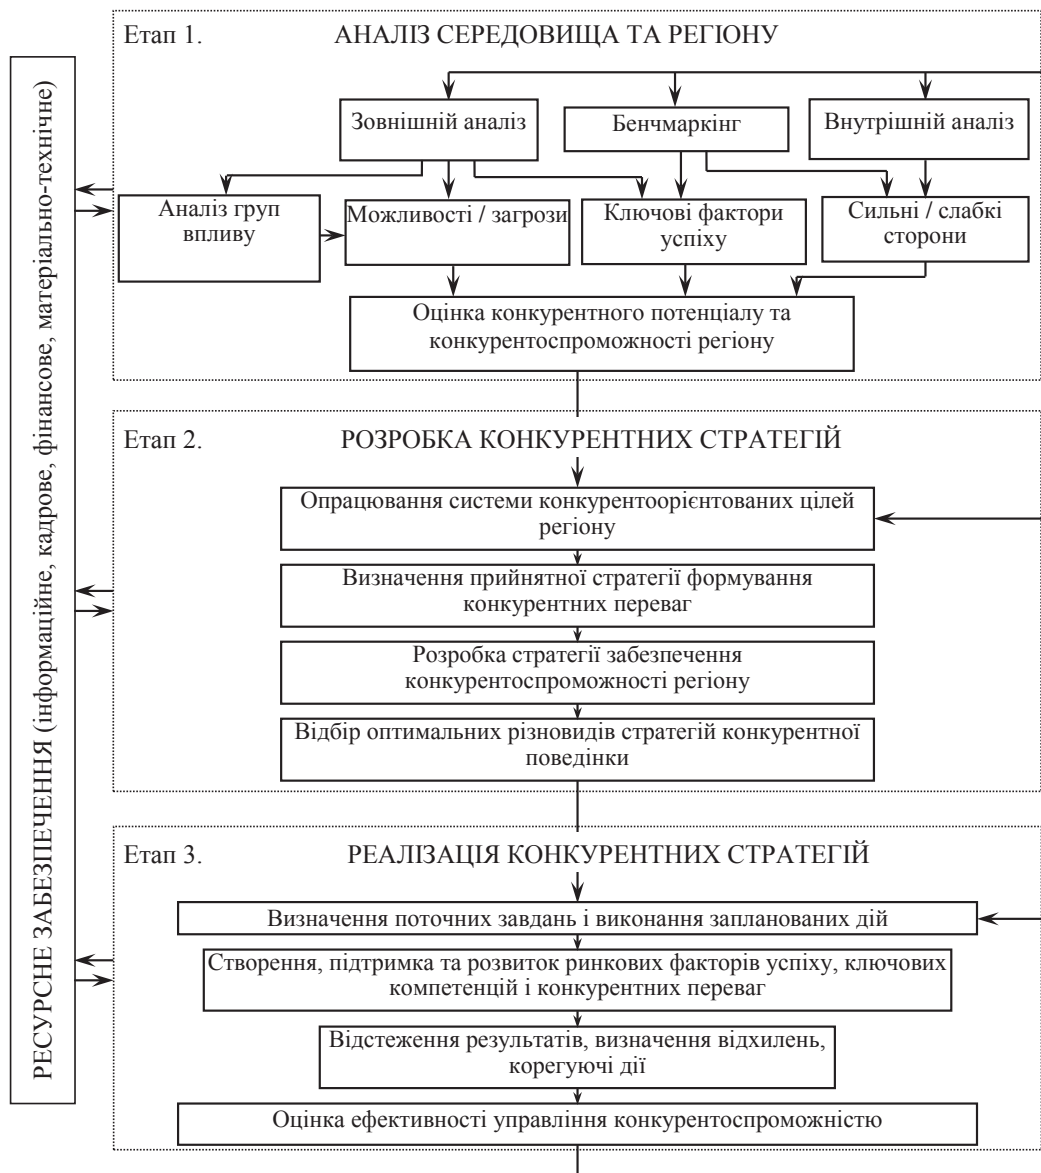 РЕСУРСНЕ ЗАБЕЗПЕЧЕННЯ (інформаційне, кадрове, фінансове, матеріально-технічне)
Етап 1. АНАЛІЗ СЕРЕДОВИЩА ТА РЕГІОНУ
Зовнішній аналіз
Бенчмаркінг
Внутрішній аналіз
Аналіз груп
впливу
Можливості / загрози
Ключові фактори
успіху
Сильні / слабкі
сторони
Оцінка конкурентного потенціалу та
конкурентоспроможності регіону
Етап 2. РОЗРОБКА КОНКУРЕНТНИХ СТРАТЕГІЙ
Опрацювання системи конкурентоорієнтованих цілей
регіону
Визначення прийнятної стратегії формування
конкурентних переваг
Розробка стратегії забезпечення
конкурентоспроможності регіону
Відбір оптимальних різновидів стратегій конкурентної
поведінки
Етап 3. РЕАЛІЗАЦІЯ КОНКУРЕНТНИХ СТРАТЕГІЙ
Визначення поточних завдань і виконання запланованих дій
Створення, підтримка та розвиток ринкових факторів успіху, ключових
компетенцій і конкурентних переваг
Відстеження результатів, визначення відхилень,
корегуючі дії
Оцінка ефективності управління конкурентоспроможністю